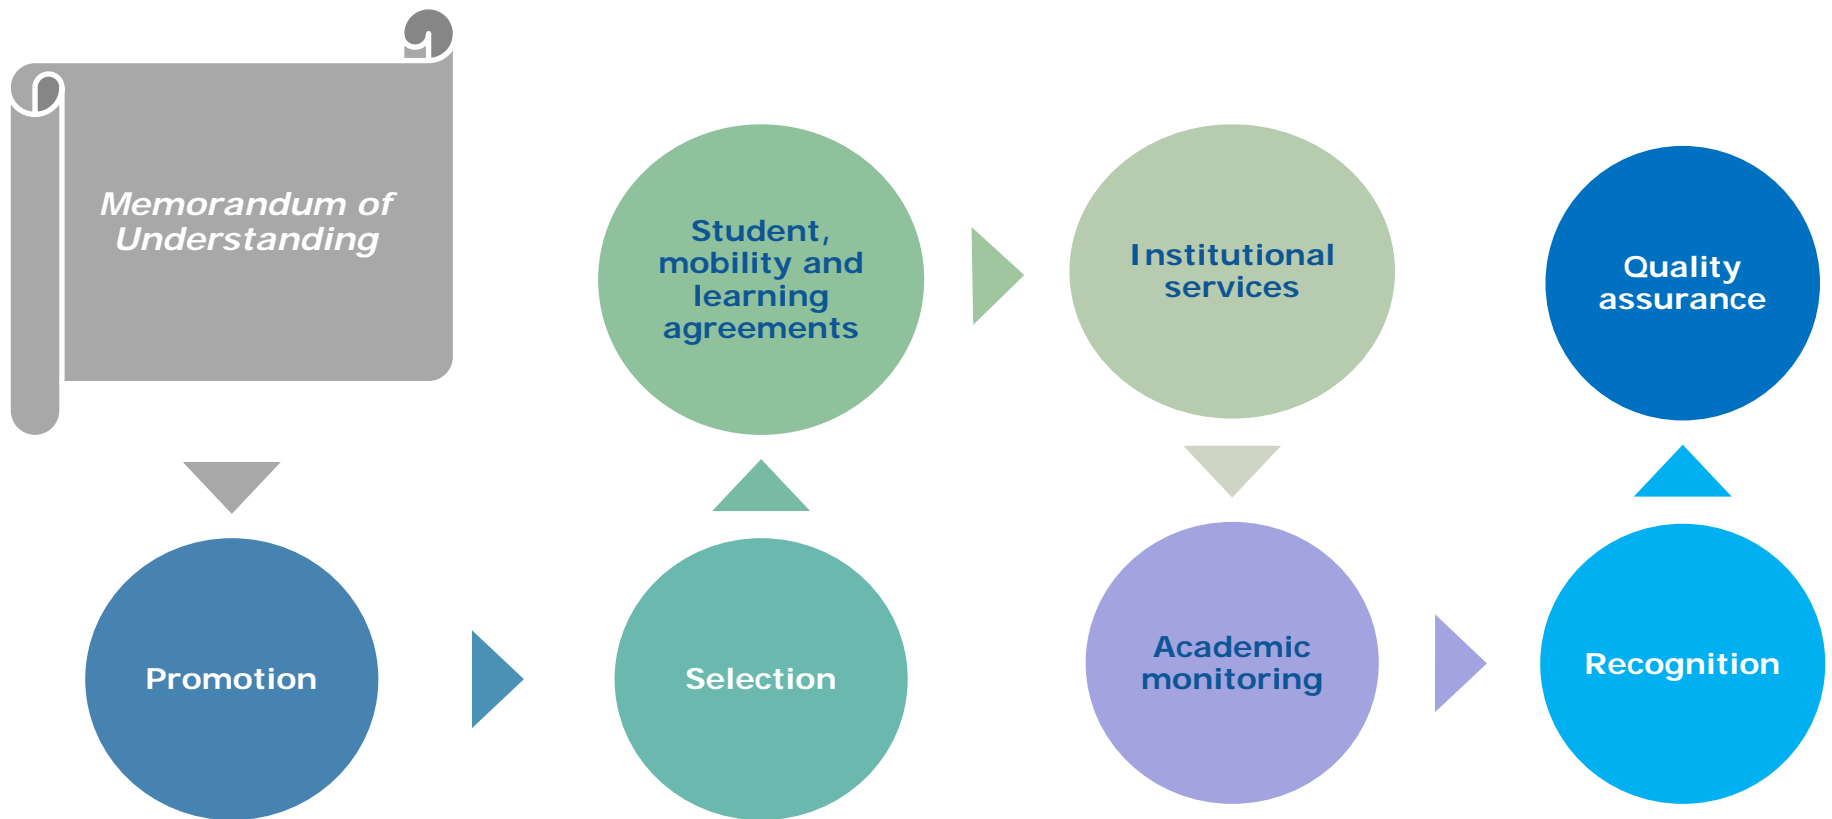 Memorandum of
Understanding
Promotion
Selection
Student,
mobility and
learning
agreements
Institutional
services
Academic
monitoring
Recognition
Quality
assurance